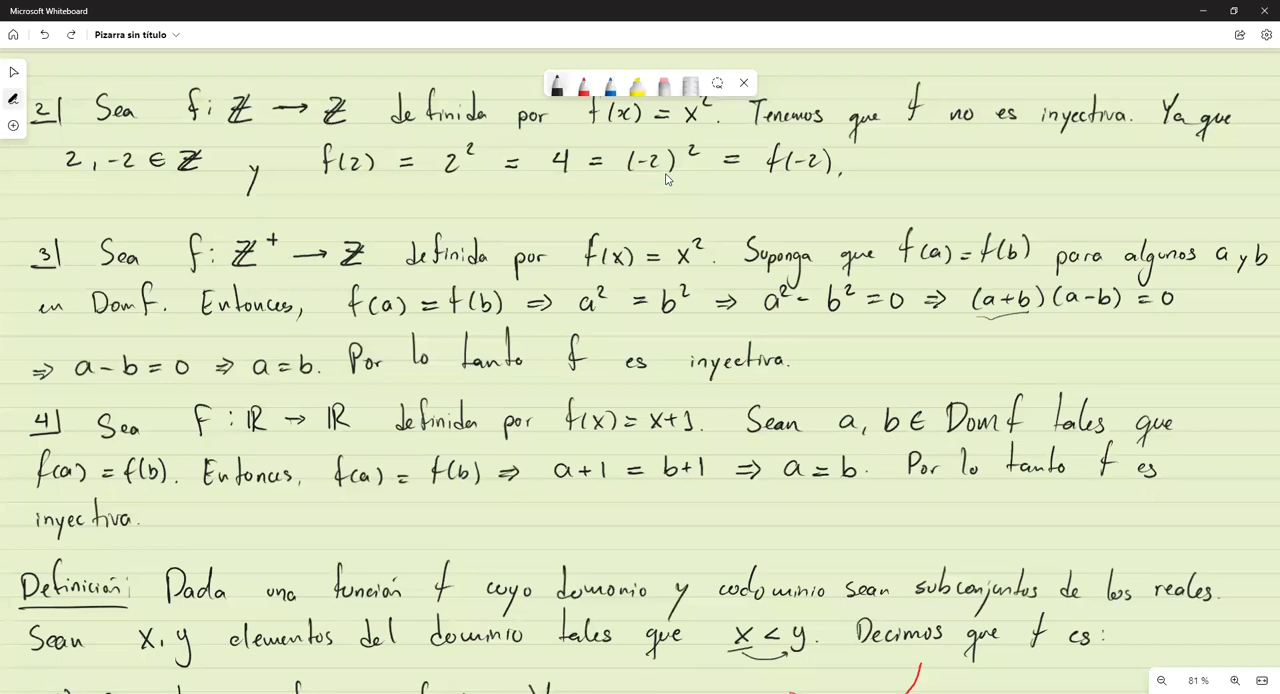 Microsoft Whiteboard
Pizarra sin título
2| Sea f: ℤ → ℤ definida por f(x) = x². Tenemos que f no es inyectiva. Ya que
2, -2 ∈ ℤ y f(2) = 2² = 4 = (-2)² = f(-2).
3| Sea f: ℤ⁺ → ℤ definida por f(x) = x². Suponga que f(a) = f(b) para algunos a y b
en Domf. Entonces, f(a) = f(b) ⇒ a² = b² ⇒ a² - b² = 0 ⇒ (a+b)(a-b) = 0
⇒ a - b = 0 ⇒ a = b. Por lo tanto f es inyectiva.
4| Sea F: ℝ → ℝ definida por f(x) = x+1. Sean a, b ∈ Domf tales que
f(a) = f(b). Entonces, f(a) = f(b) ⇒ a+1 = b+1 ⇒ a = b. Por lo tanto f es
inyectiva.
Definición: Dada una función f cuyo domonio y codominio sean subconjuntos de los reales.
Sean x, y elementos del dominio tales que x < y. Decimos que f es:
81 %